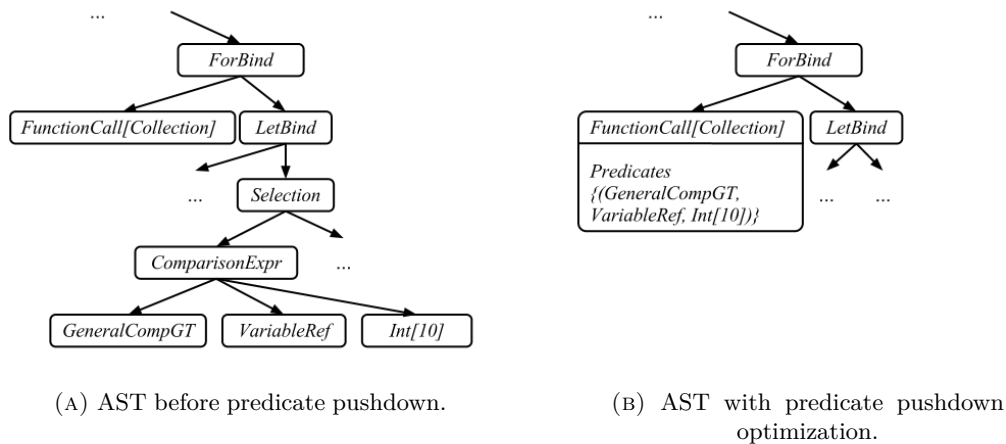 ...
ForBind
FunctionCall[Collection]
LetBind
...
Selection
ComparisonExpr
...
GeneralCompGT
VariableRef
Int[10]
(A) AST before predicate pushdown.
...
ForBind
FunctionCall[Collection]
LetBind
Predicates
{(GeneralCompGT,
VariableRef, Int[10])}
...
...
(B) AST with predicate pushdown
optimization.